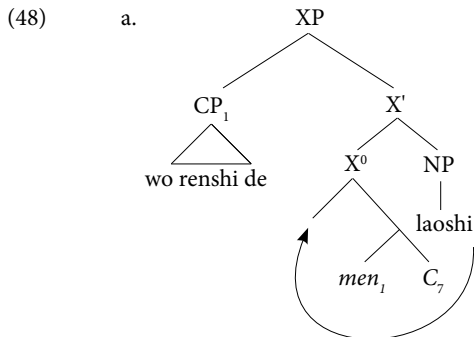 (48) a. XP
CP₁ X'
X⁰ NP
wo renshi de
laoshi
men₁ C₇